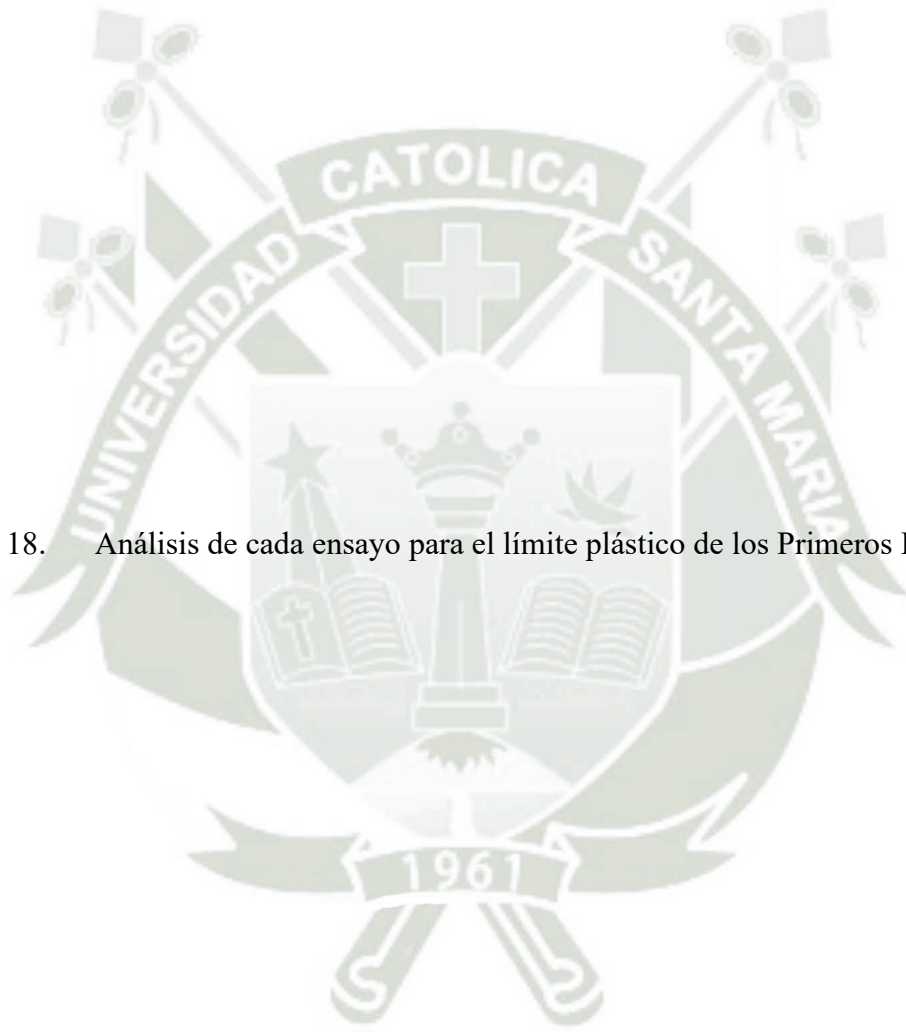 CATOLICA
UNIVERSIDAD
SANTA MARIA
18. Análisis de cada ensayo para el límite plástico de los Primeros
1961